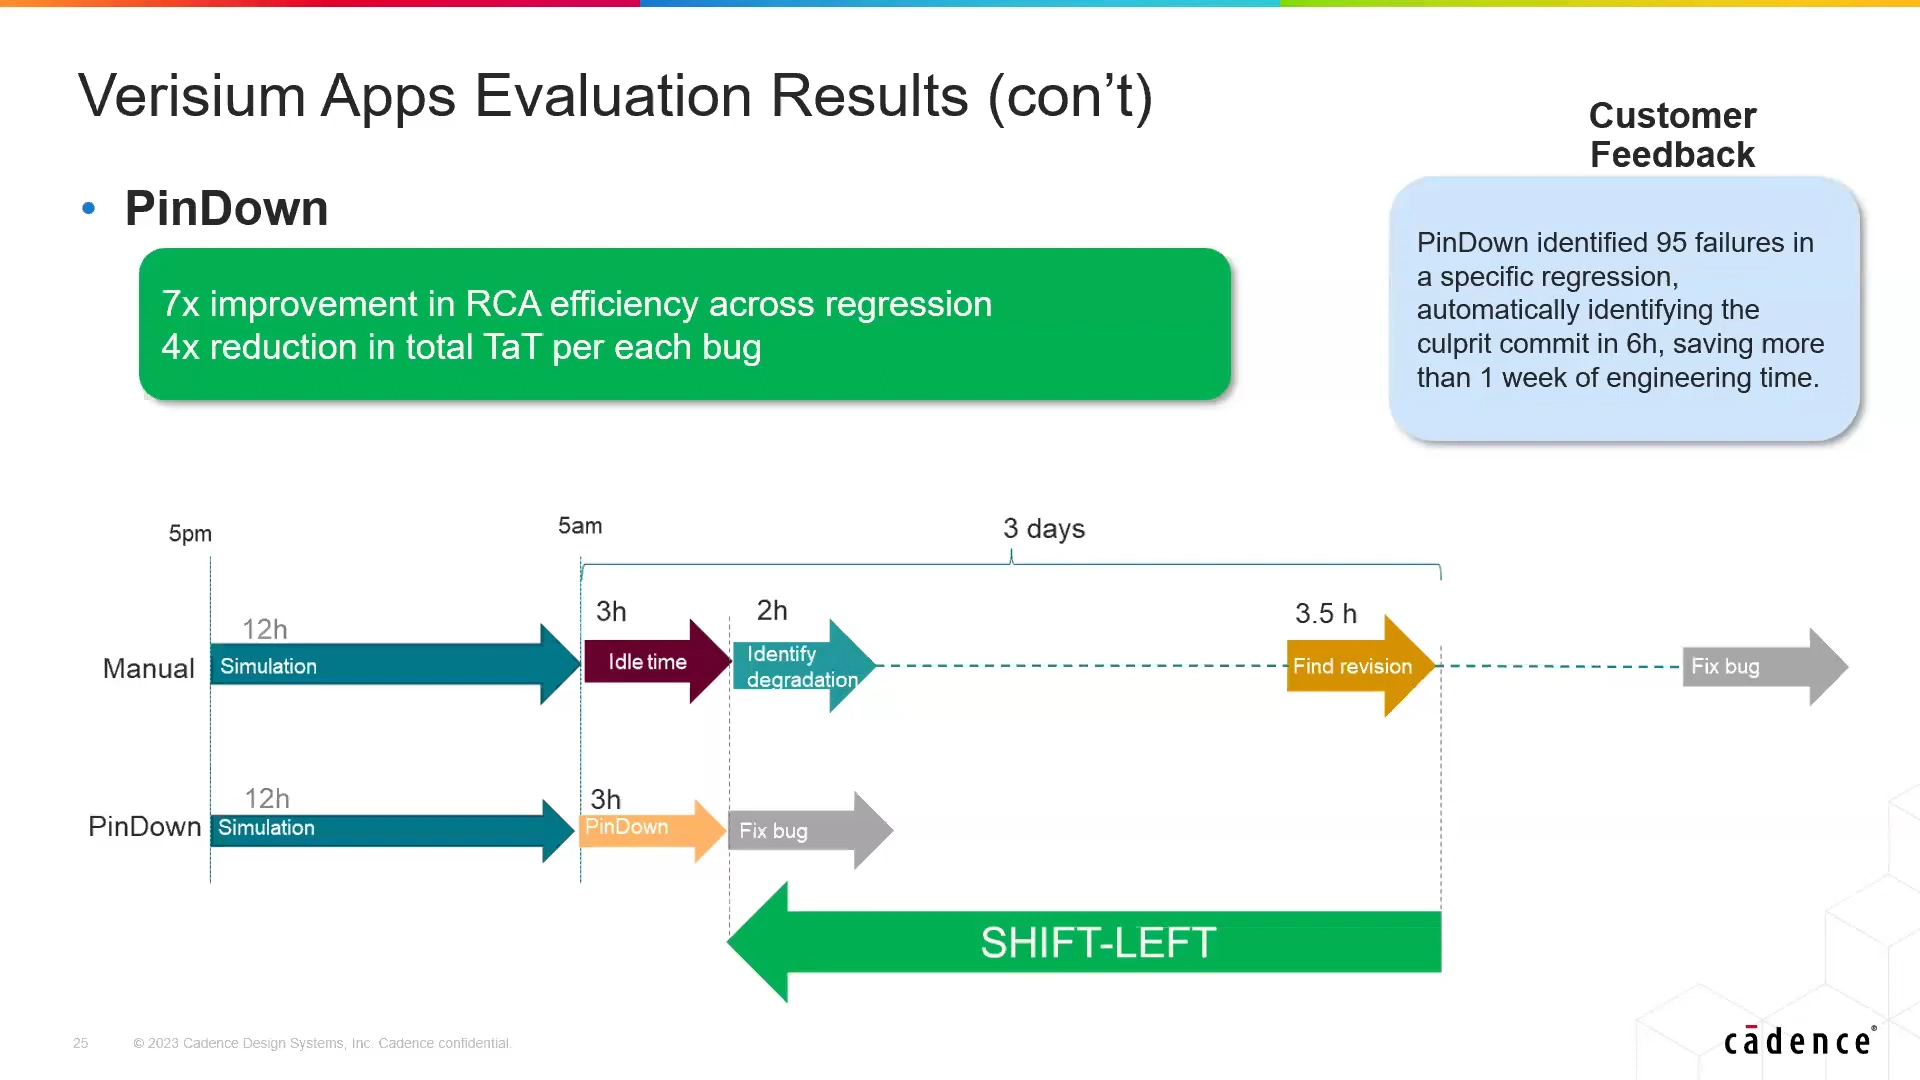 Verisium Apps Evaluation Results (con’t)
Customer
Feedback
• PinDown
7x improvement in RCA efficiency across regression
4x reduction in total TaT per each bug
PinDown identified 95 failures in
a specific regression,
automatically identifying the
culprit commit in 6h, saving more
than 1 week of engineering time.
5pm
5am
3 days
12h
3h
2h
3.5 h
Manual
Simulation
Idle time
Identify
degradation
Find revision
Fix bug
12h
3h
PinDown
Simulation
PinDown
Fix bug
SHIFT-LEFT
25
© 2023 Cadence Design Systems, Inc. Cadence confidential.
cādence®